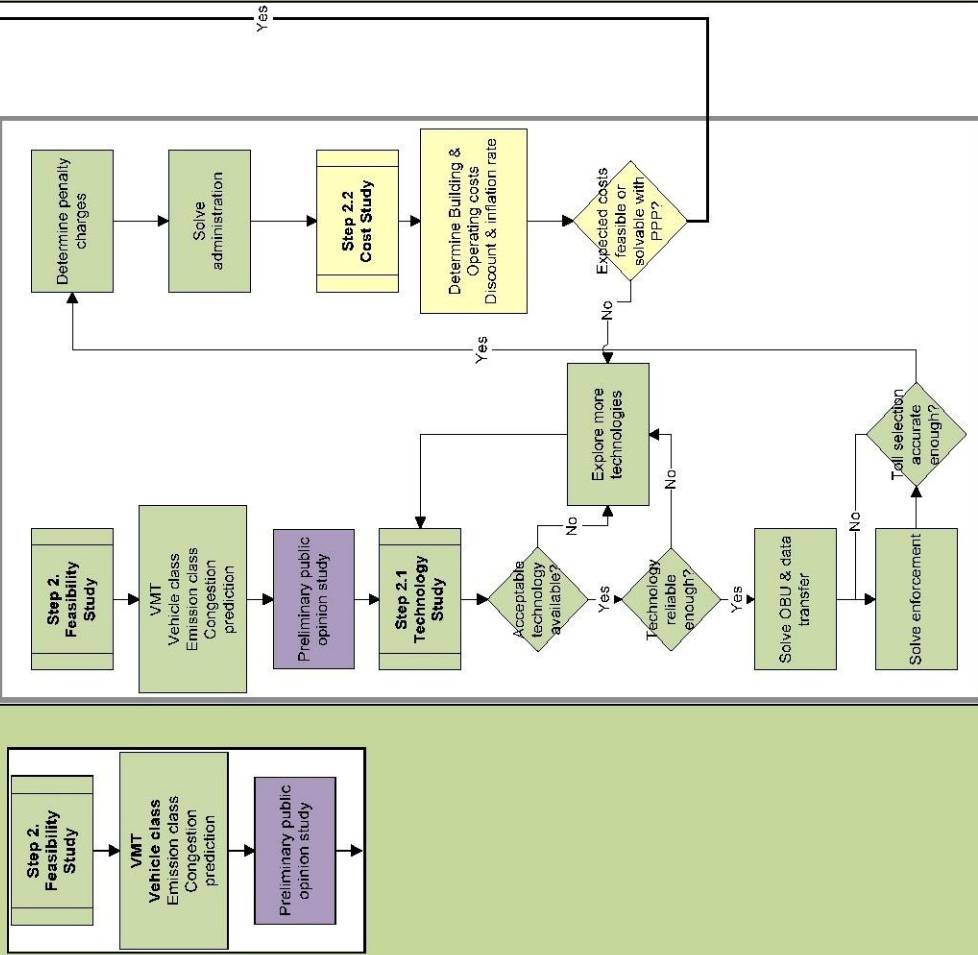 Step 2.
Feasibility
Study
VMT
Vehicle class
Emission class
Congestion
prediction
Preliminary public
opinion study
Step 2.
Feasibility
Study
VMT
Vehicle class
Emission class
Congestion
prediction
Preliminary public
opinion study
Step 2.1
Technology
Study
Acceptable
technology
available?
No
Yes
Technology
reliable
enough?
No
Yes
Explore more
technologies
Solve OBU & data
transfer
Solve enforcement
No
Toll selection
accurate
enough?
Yes
Determine penalty
charges
Solve
administration
Step 2.2
Cost Study
Determine Building &
Operating costs
Discount & inflation rate
Expected costs
feasible or
solvable with
PPP?
No
Yes